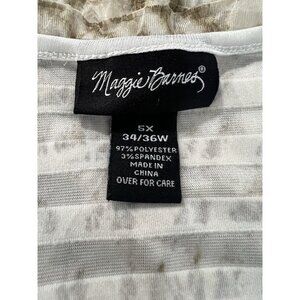 Maggie Barnes®
5X
34/36W
97% POLYESTER
3% SPANDEX
MADE IN
CHINA
OVER FOR CARE